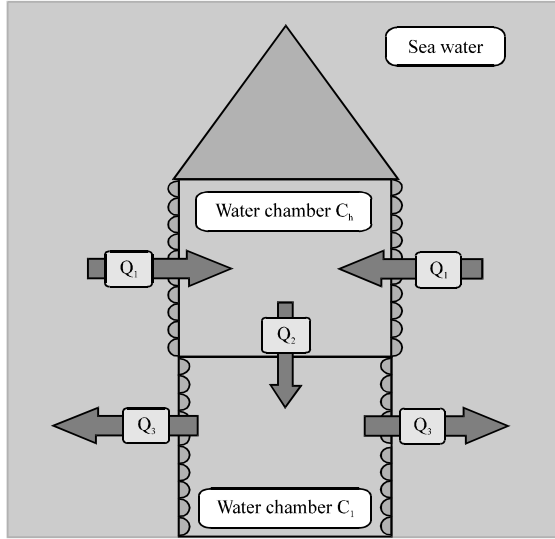 Sea water
Water chamber Cₕ
Q₁
Q₁
Q₂
Q₃
Q₃
Water chamber C₁